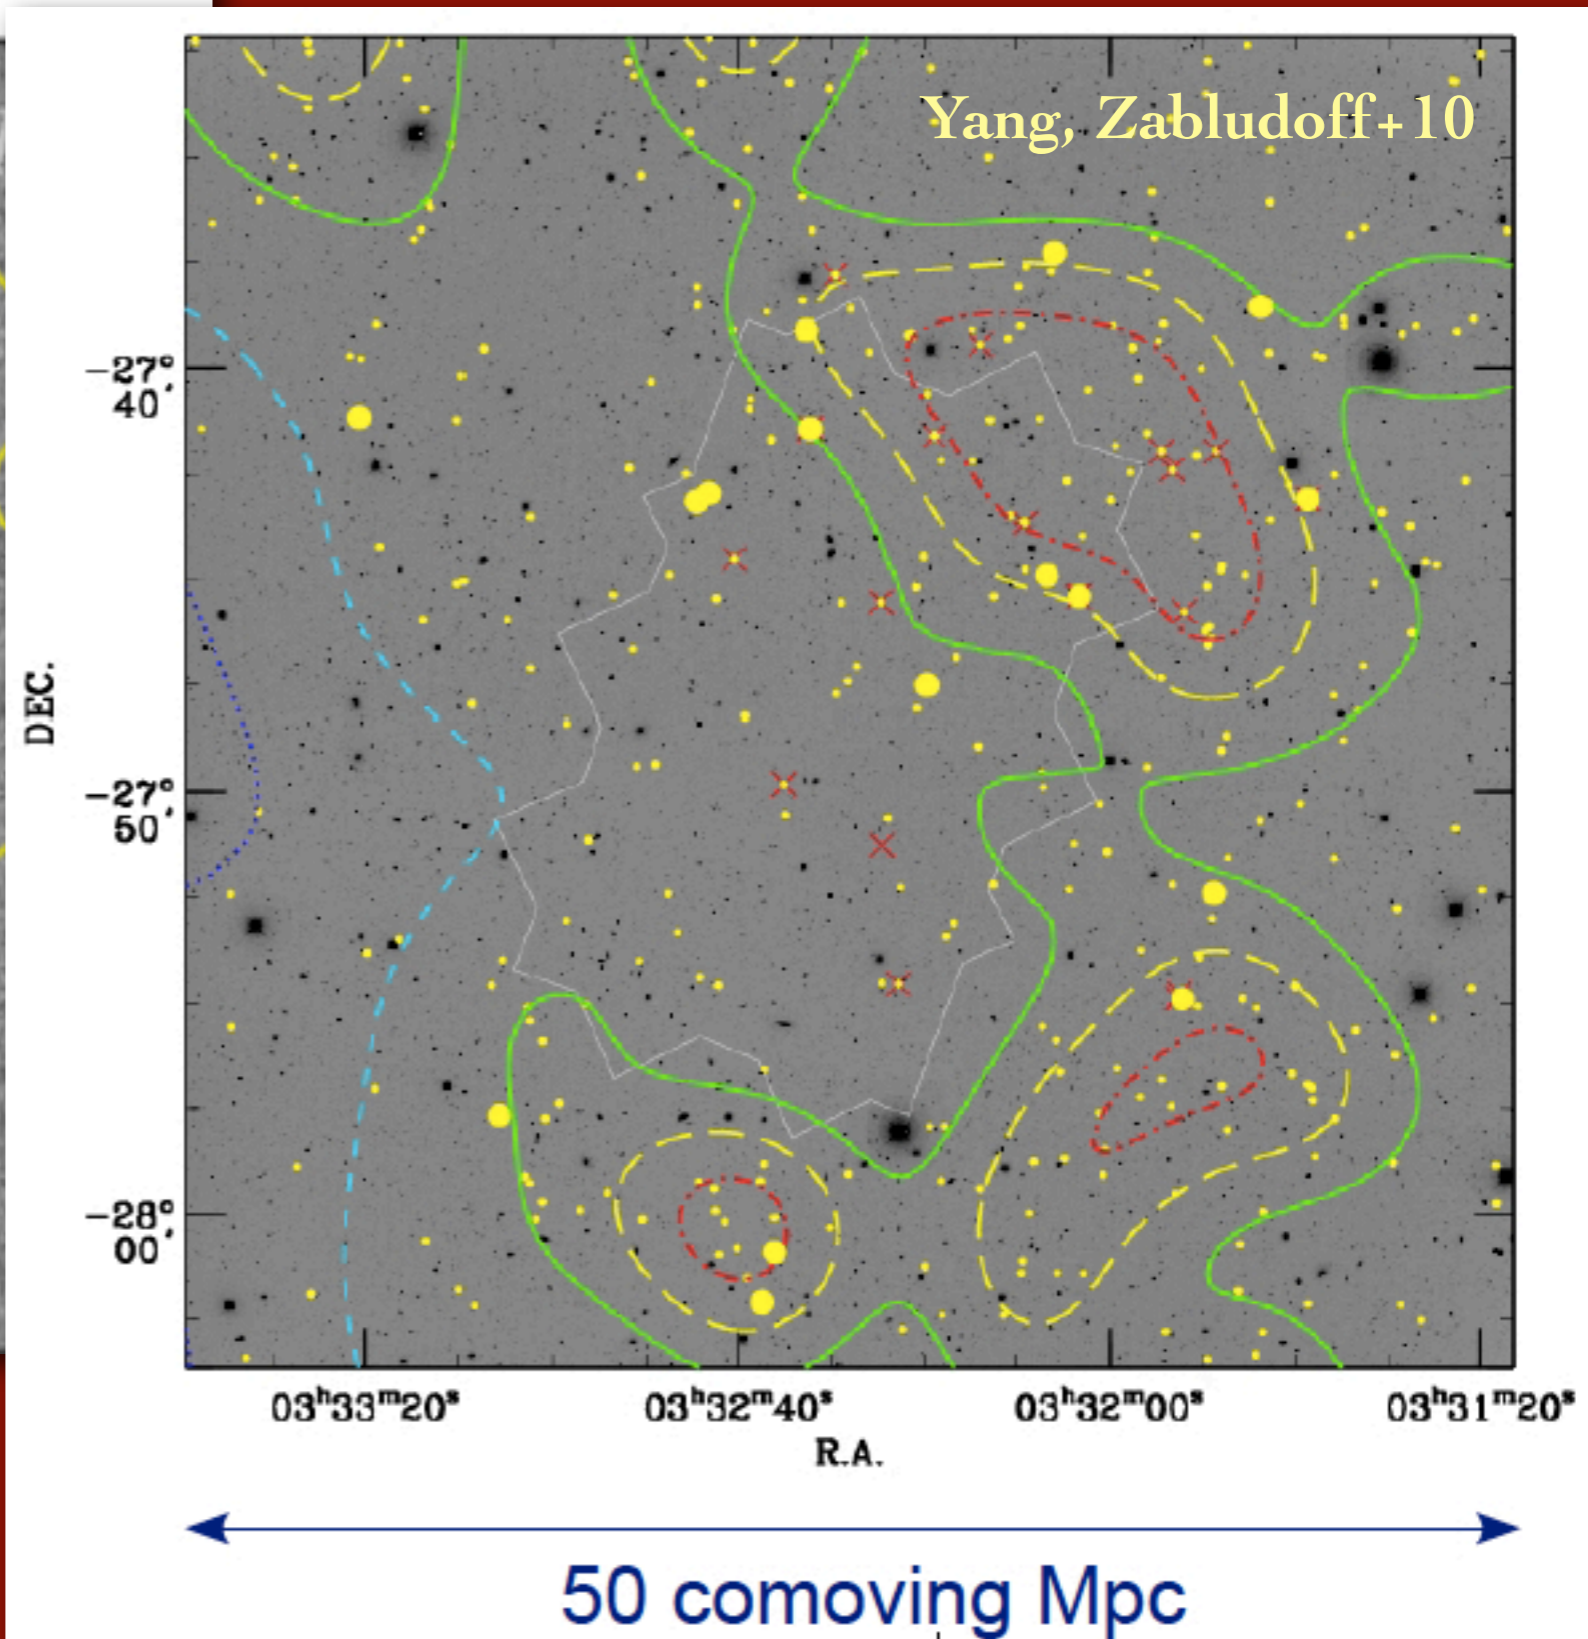 Yang, Zabludoff+10
−27°
40′
DEC.
−27°
50′
−28°
00′
03ʰ33ᵐ20ˢ 03ʰ32ᵐ40ˢ 03ʰ32ᵐ00ˢ 03ʰ31ᵐ20ˢ
R.A.
50 comoving Mpc